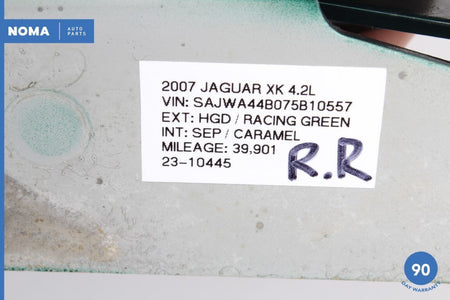 NOMA AUTO PARTS
2007 JAGUAR XK 4.2L
VIN: SAJWA44B075B10557
EXT: HGD / RACING GREEN
INT: SEP / CARAMEL
MILEAGE: 39,901
23-10445
R.R
90
DAY WARRANTY